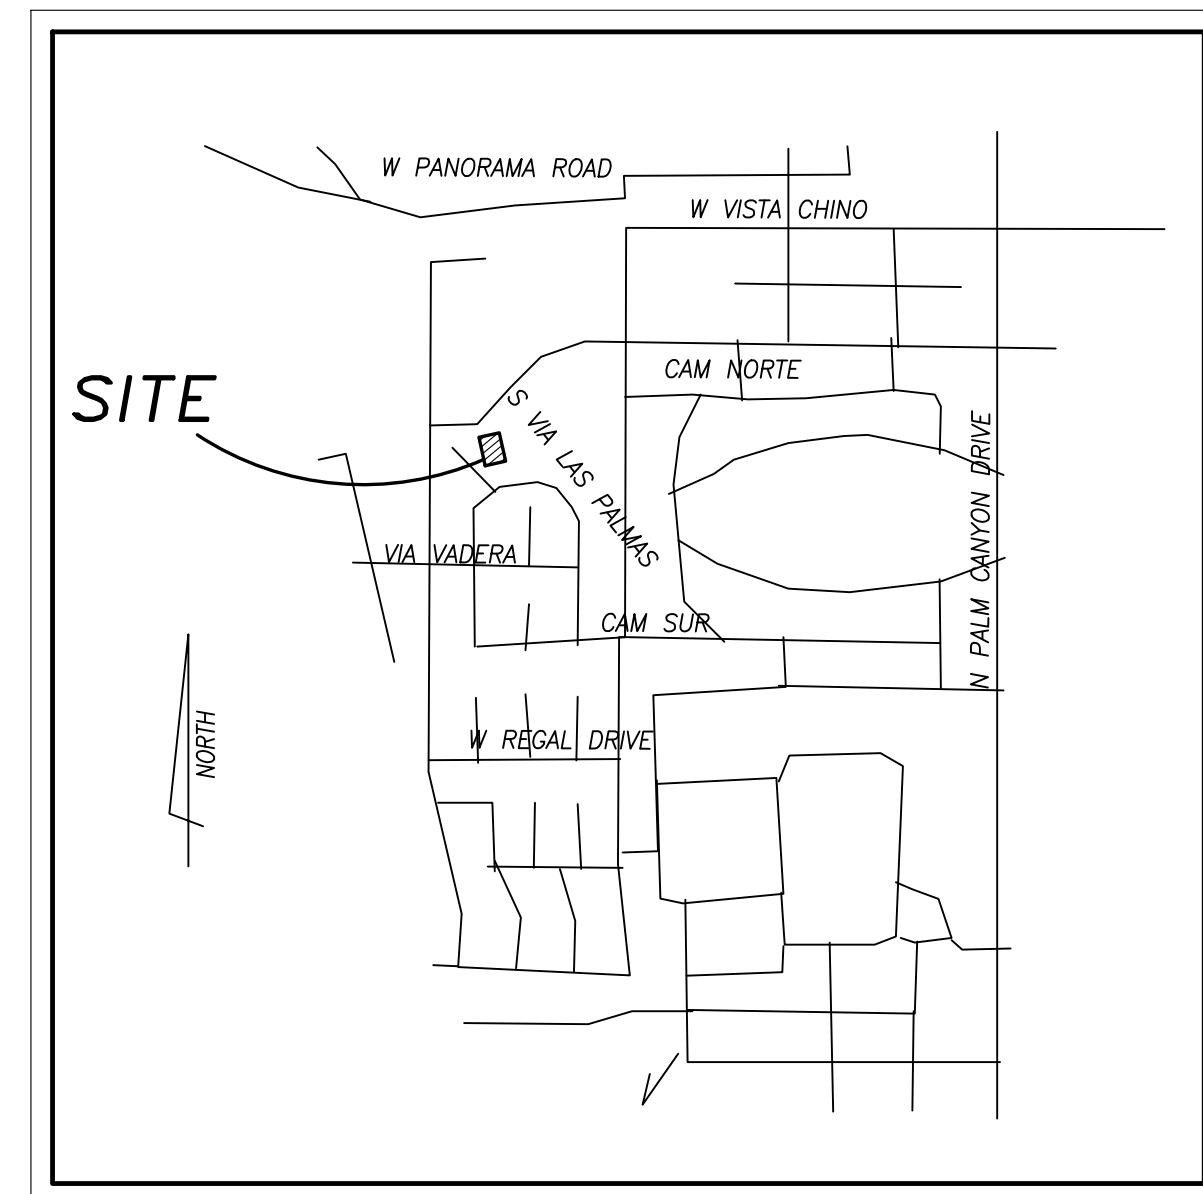 W PANORAMA ROAD
W VISTA CHINO
CAM NORTE
SITE
S VIA LAS PALMAS
N PALM CANYON DRIVE
VIA VADERA
CAM SUR
NORTH
W REGAL DRIVE